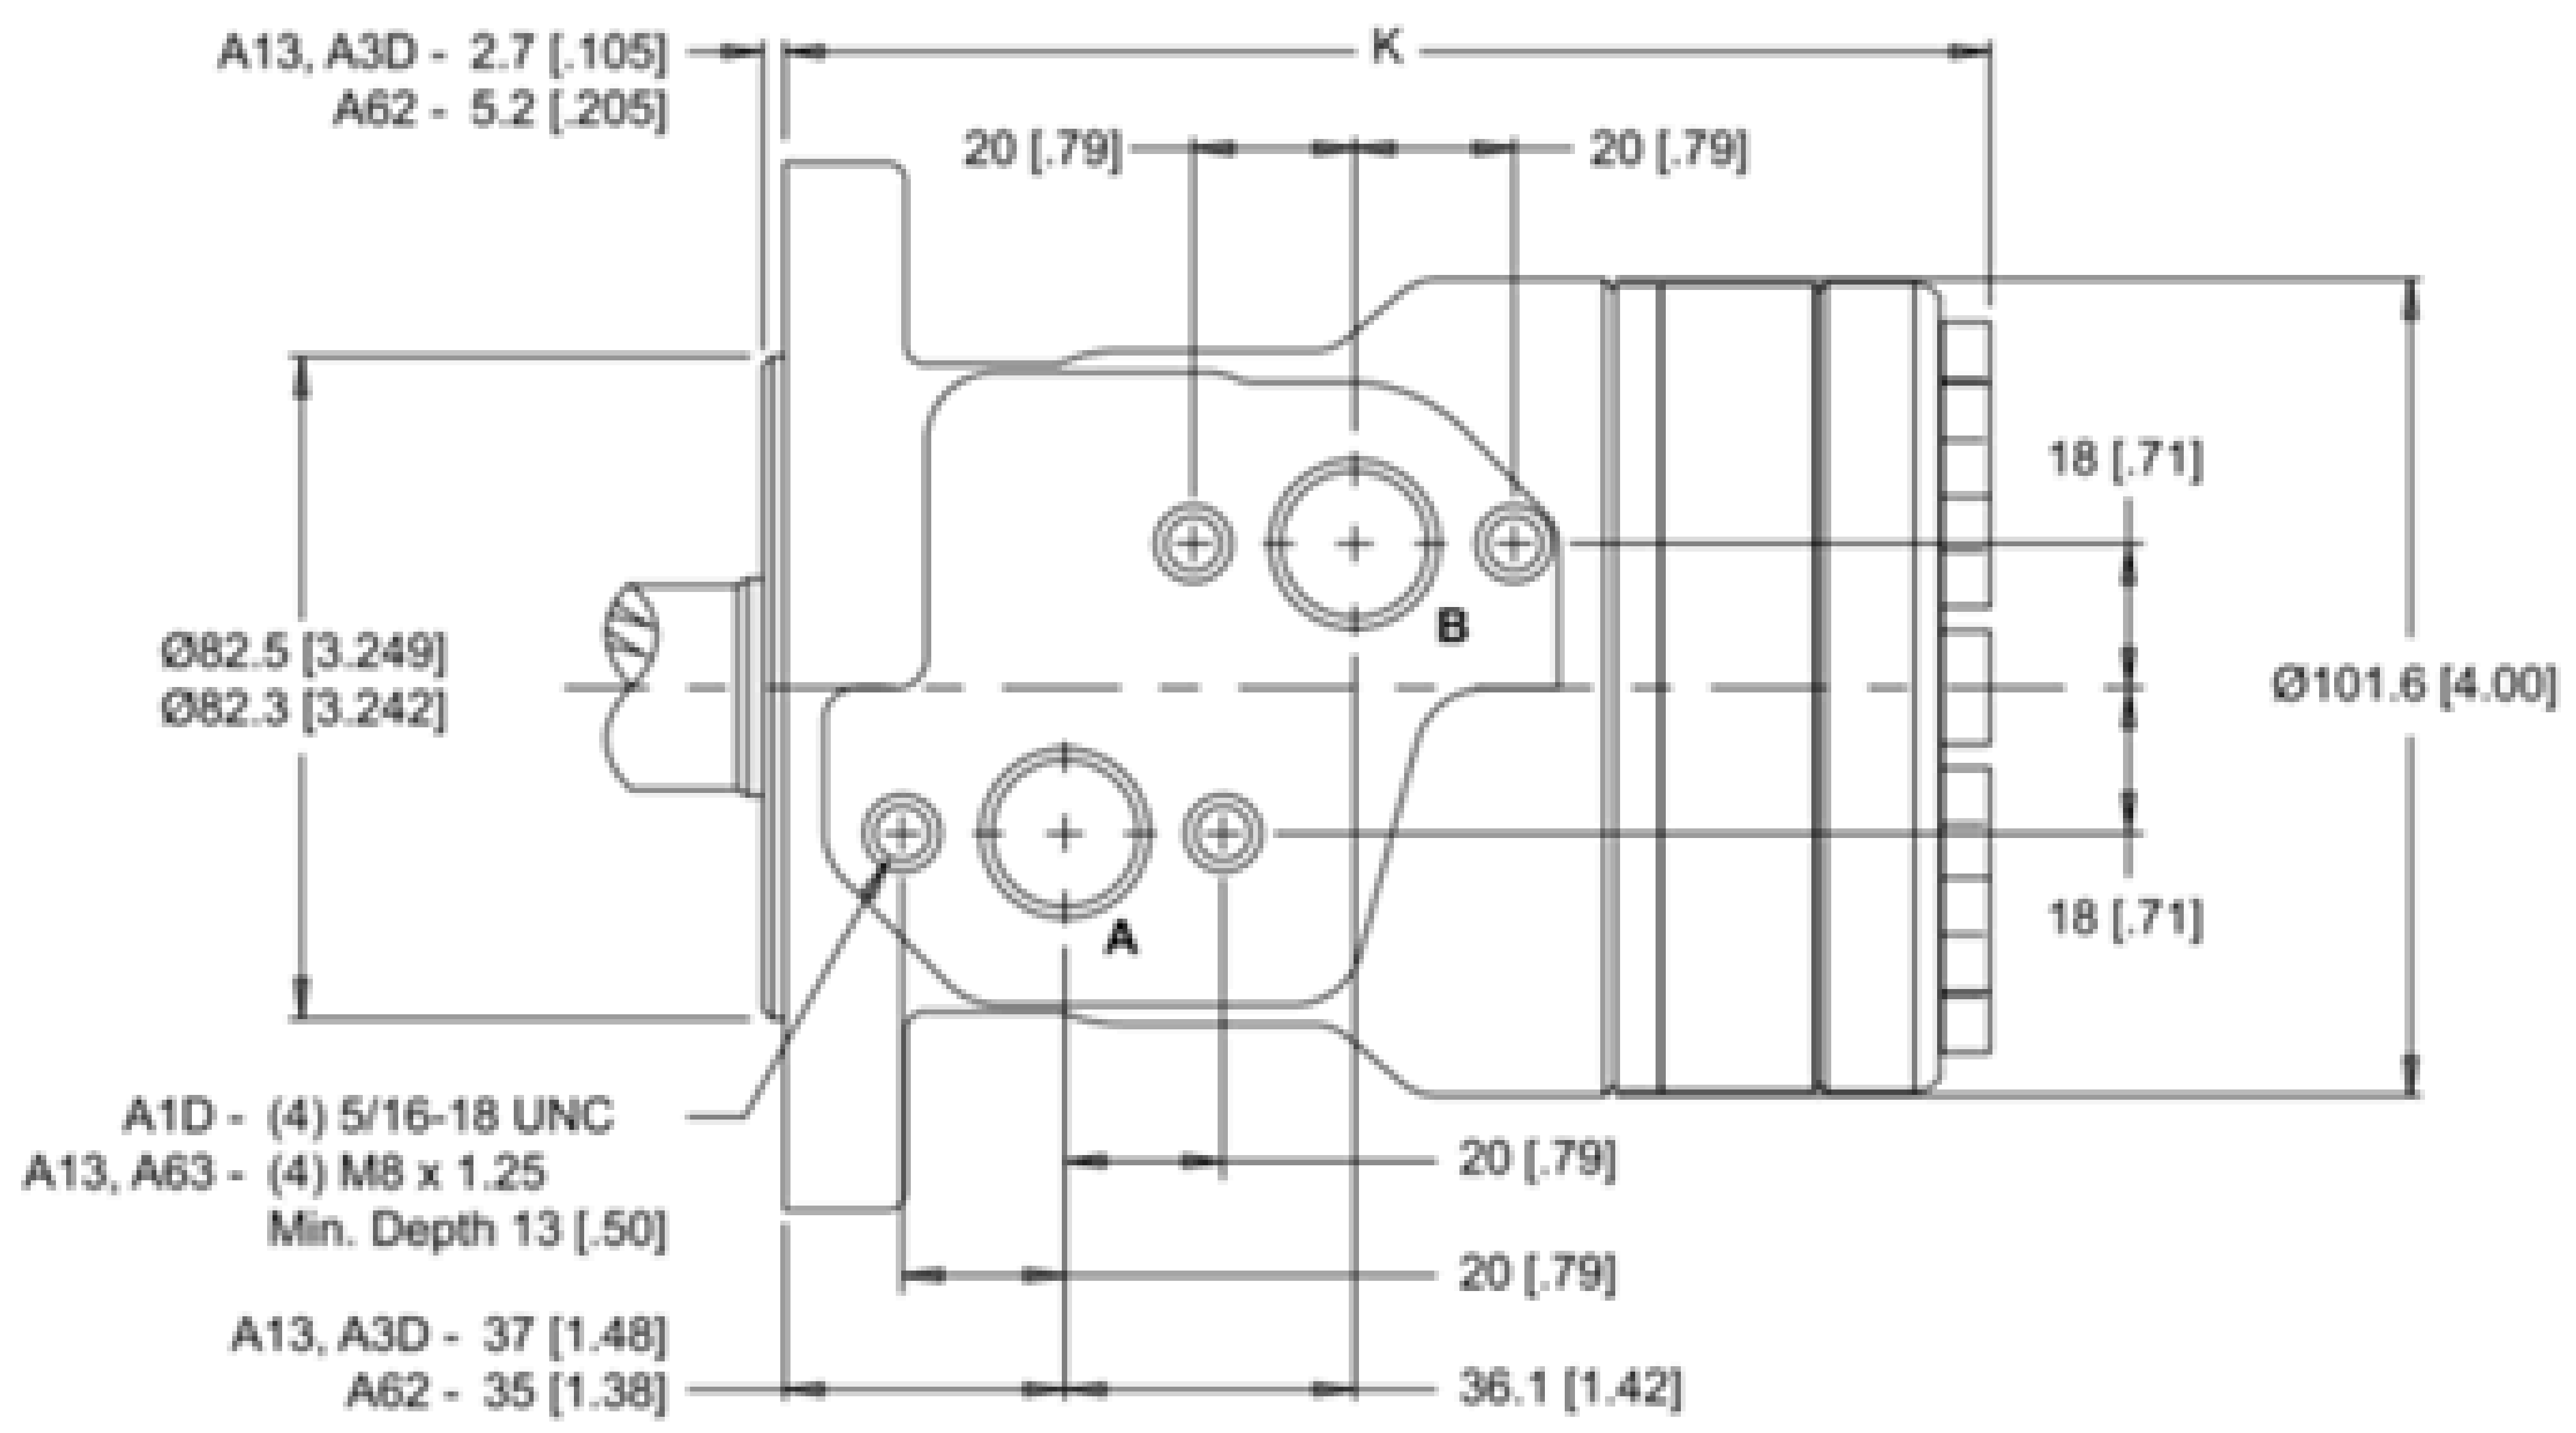 A13, A3D - 2.7 [.105]
K
A62 - 5.2 [.205]
20 [.79]
20 [.79]
18 [.71]
B
Ø82.5 [3.249]
Ø82.3 [3.242]
Ø101.6 [4.00]
A
18 [.71]
A1D - (4) 5/16-18 UNC
A13, A63 - (4) M8 x 1.25
Min. Depth 13 [.50]
20 [.79]
20 [.79]
A13, A3D - 37 [1.48]
A62 - 35 [1.38]
36.1 [1.42]